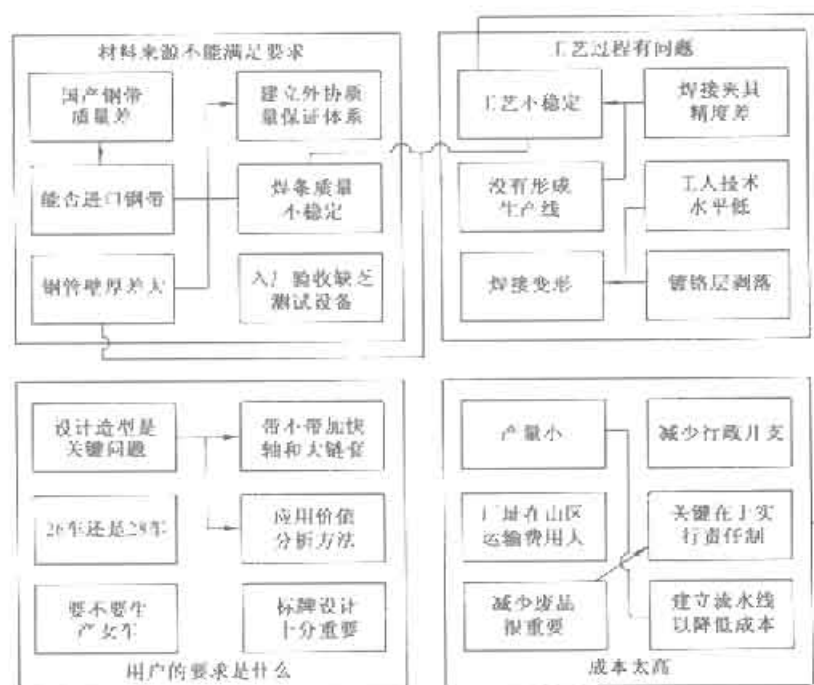 材料来源不能满足要求
国产钢带
质量差
建立外协质
量保证体系
能否进口钢带
焊条质量
不稳定
钢管壁厚差大
入厂验收缺乏
测试设备
工艺过程有问题
工艺不稳定
焊接夹具
精度差
没有形成
生产线
工人技术
水平低
焊接变形
镀铬层剥落
设计造型是
关键问题
带不带加快
轴和大链套
26车还是28车
应用价值
分析方法
要不要生
产女车
标牌设计
十分重要
用户的要求是什么
产量小
减少行政开支
厂址在山区
运输费用大
关键在于实
行责任制
减少废品
很重要
建立流水线
以降低成本
成本太高